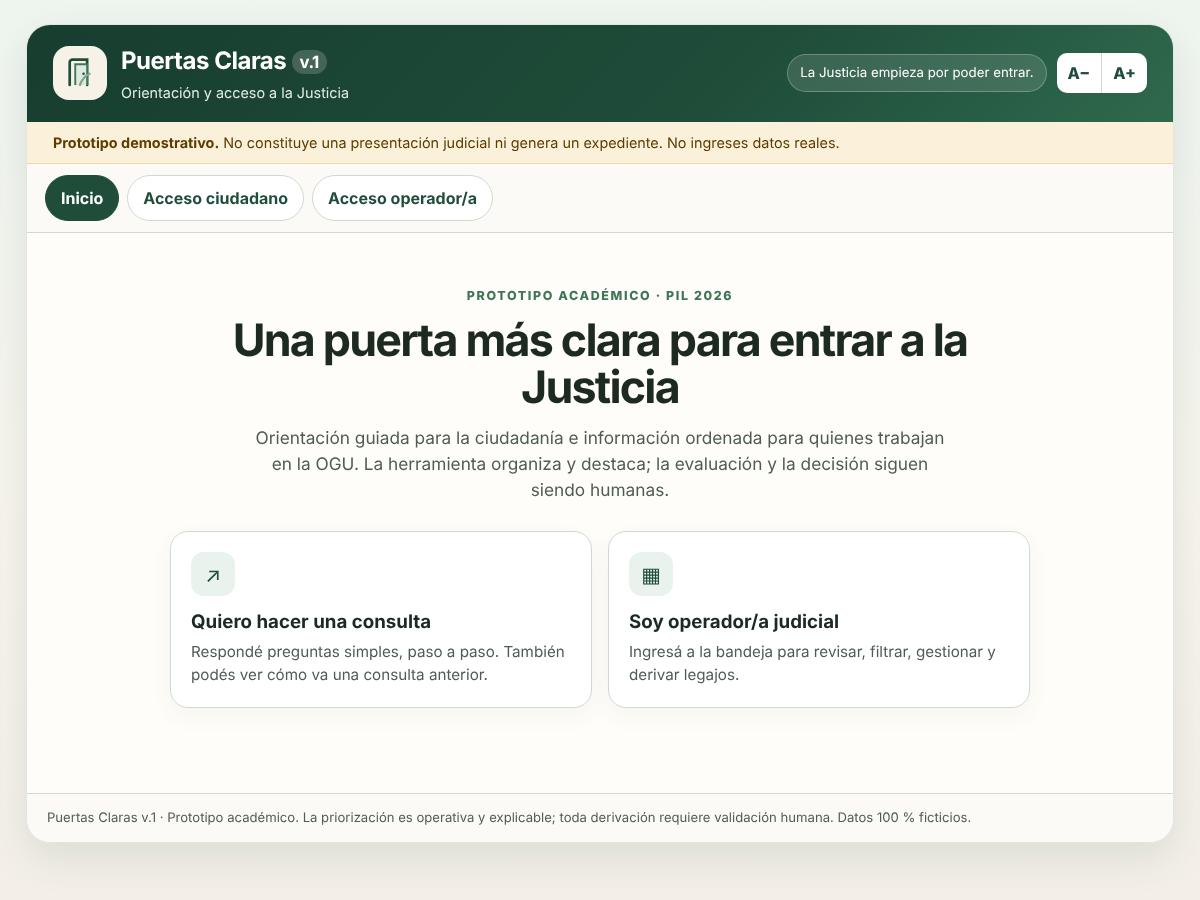 Puertas Claras v.1
Orientación y acceso a la Justicia
La Justicia empieza por poder entrar.
A− A+
Prototipo demostrativo. No constituye una presentación judicial ni genera un expediente. No ingreses datos reales.
Inicio Acceso ciudadano Acceso operador/a
PROTOTIPO ACADÉMICO · PIL 2026
Una puerta más clara para entrar a la
Justicia
Orientación guiada para la ciudadanía e información ordenada para quienes trabajan
en la OGU. La herramienta organiza y destaca; la evaluación y la decisión siguen
siendo humanas.
Quiero hacer una consulta
Respondé preguntas simples, paso a paso. También
podés ver cómo va una consulta anterior.
Soy operador/a judicial
Ingresá a la bandeja para revisar, filtrar, gestionar y
derivar legajos.
Puertas Claras v.1 · Prototipo académico. La priorización es operativa y explicable; toda derivación requiere validación humana. Datos 100 % ficticios.